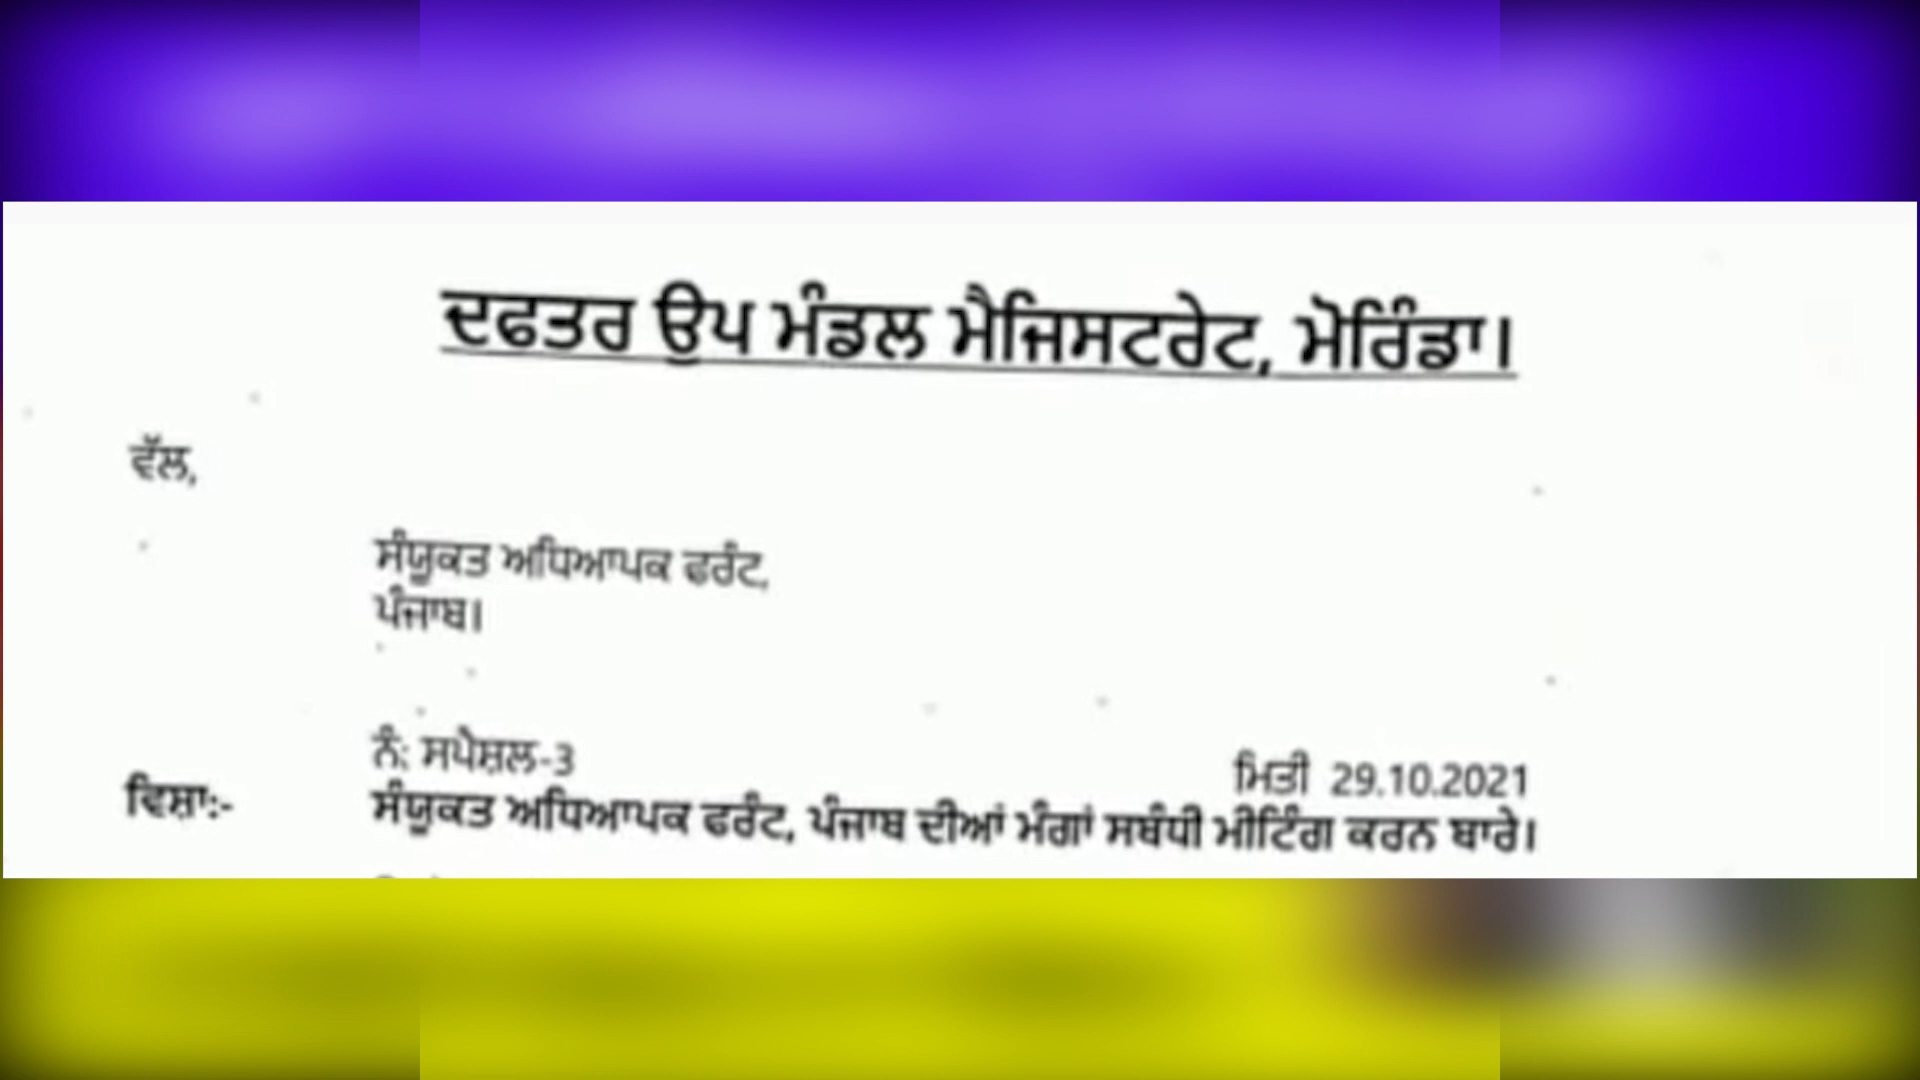 ਦਫਤਰ ਉਪ ਮੰਡਲ ਮੈਜਿਸਟਰੇਟ, ਮੋਰਿੰਡਾ।
ਵੱਲ,
ਸੰਯੁਕਤ ਅਧਿਆਪਕ ਫਰੰਟ,
ਪੰਜਾਬ।
ਨੰ: ਸਪੈਸ਼ਲ-3 ਮਿਤੀ 29.10.2021
ਵਿਸ਼ਾ:- ਸੰਯੁਕਤ ਅਧਿਆਪਕ ਫਰੰਟ, ਪੰਜਾਬ ਦੀਆਂ ਮੰਗਾਂ ਸਬੰਧੀ ਮੀਟਿੰਗ ਕਰਨ ਬਾਰੇ।